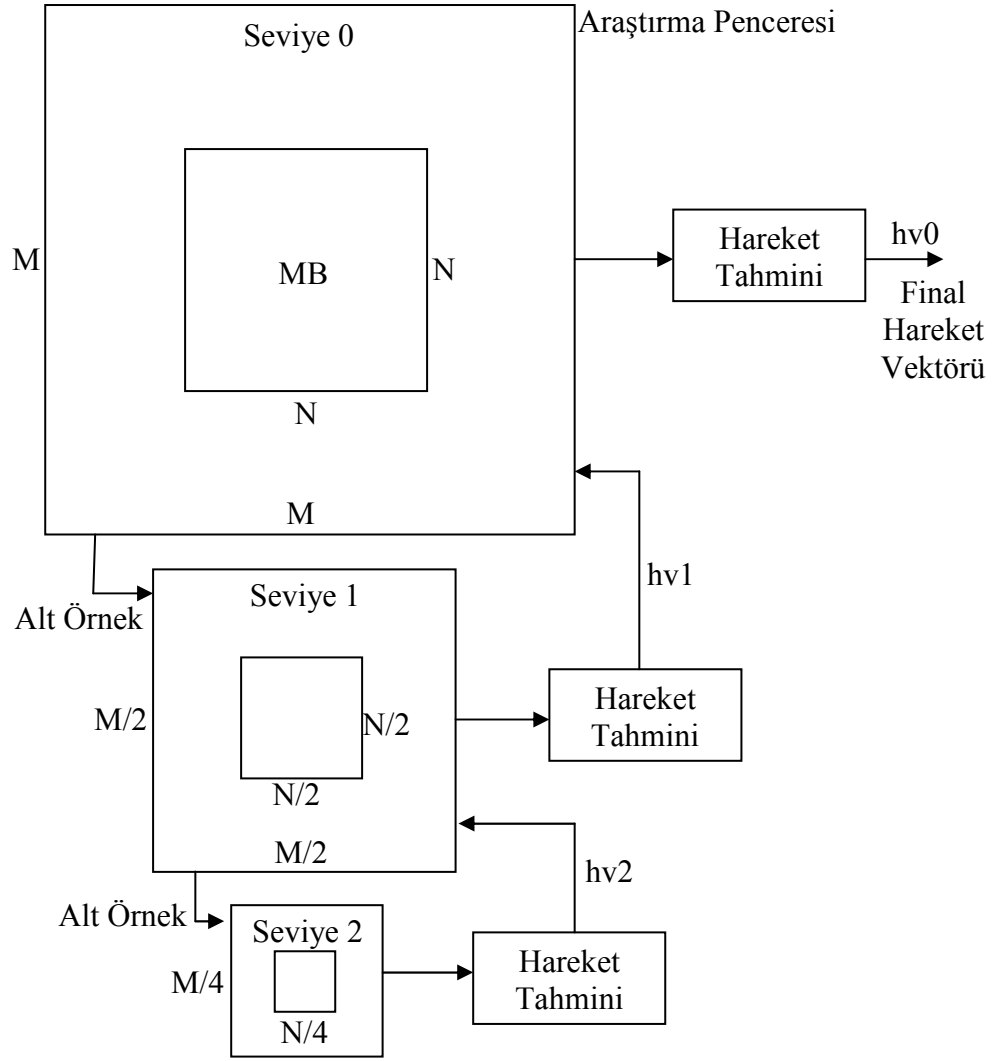 Araştırma Penceresi
Seviye 0
M
MB
N
N
M
Hareket
Tahmini
hv0
Final
Hareket
Vektörü
hv1
Alt Örnek
Seviye 1
M/2
N/2
N/2
M/2
Hareket
Tahmini
hv2
Alt Örnek
Seviye 2
M/4
N/4
Hareket
Tahmini